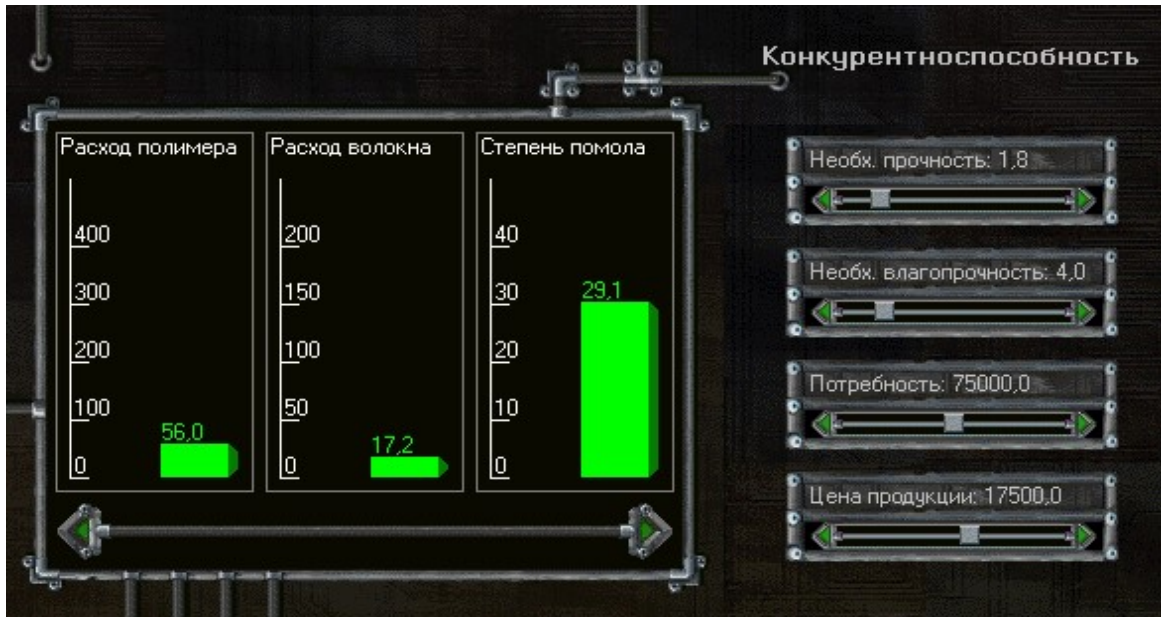 Конкурентноспособность
Расход полимера
400
300
200
100
0
56,0
Расход волокна
200
150
100
50
0
17,2
Степень помола
40
30
20
10
0
29,1
Необх. прочность: 1,8
Необх. влагопрочность: 4,0
Потребность: 75000,0
Цена продукции: 17500,0